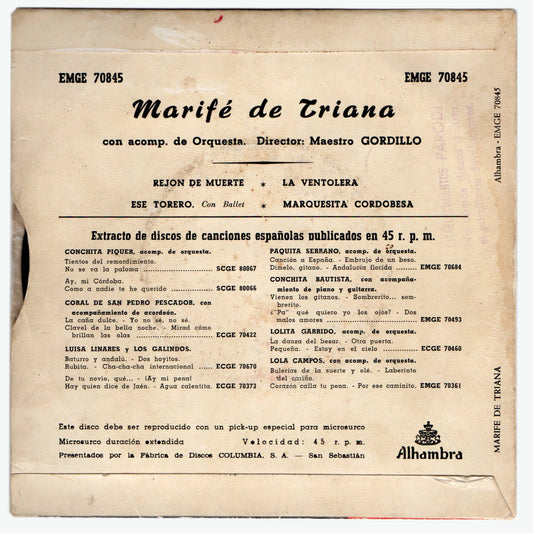 EMGE 70845
EMGE 70845
Marifé de Triana
con acomp. de Orquesta. Director: Maestro GORDILLO
REJON DE MUERTE * LA VENTOLERA
ESE TORERO. Con Ballet * MARQUESITA CORDOBESA
Extracto de discos de canciones españolas publicados en 45 r. p. m.
CONCHITA PIQUER, acomp. de orquesta.
Tientos del remordimiento.
No se va la paloma ........ SCGE 80067
Ay, mi Córdoba.
Como a nadie te he querido ........ SCGE 80066
CORAL DE SAN PEDRO PESCADOR, con
acompañamiento de acordeón.
La caña dulce. - Yo no sé, no sé.
Clavel de la bella noche. - Mirad cómo
brillan las olas ........ ECGE 70422
LUISA LINARES y LOS GALINDOS.
Baturro y andalú. - Dos hoyitos.
Rubita. - Cha-cha-cha internacional ..... ECGE 70670
De tu novio, qué... - ¡Ay mi pena!
Hay quien dice de Jaén. - Agua calentita. ECGE 70373
PAQUITA SERRANO, acomp. de orquesta.
Canción a España. - Embrujo de un beso.
Dímelo, gitano. - Andalucía florida ....... EMGE 70684
CONCHITA BAUTISTA, con acompaña-
miento de piano y guitarra.
Vienen los gitanos. - Sombrerito... som-
brerito.
¿"Pa" qué quiero yo los ojos? - Dos
malos amores ........ EMGE 70493
LOLITA GARRIDO, acomp. de orquesta.
La danza del besar. - Otra puerta.
Pequeña. - Estoy en el cielo ........ ECGE 70460
LOLA CAMPOS, con acomp. de orquesta.
Bulerías de la suerte y olé. - Laberinto
del cariño.
Corazón calla tu pena. - Por ese caminito. EMGE 70361
Este disco debe ser reproducido con un pick-up especial para microsurco
Microsurco duración extendida Velocidad: 45 r. p. m.
Presentados por la Fábrica de Discos COLUMBIA, S. A. — San Sebastián
Alhambra
Alhambra - EMGE 70845
MARIFE DE TRIANA